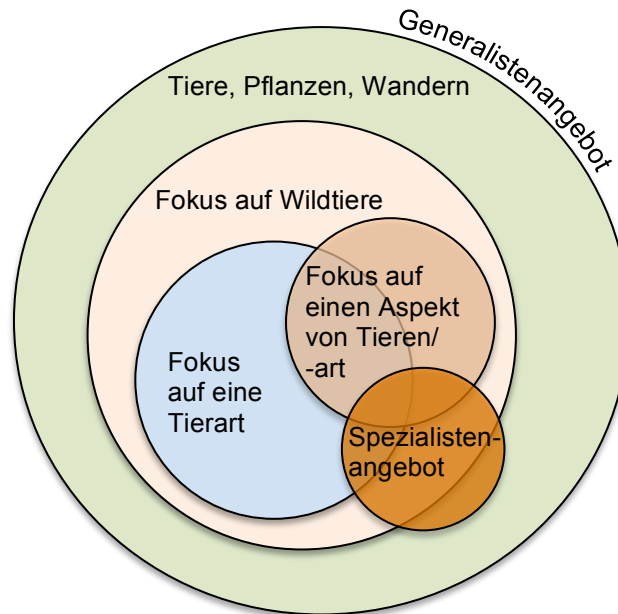 Generalistenangebot
Tiere, Pflanzen, Wandern
Fokus auf Wildtiere
Fokus auf
einen Aspekt
von Tieren/
-art
Fokus
auf eine
Tierart
Spezialisten-
angebot